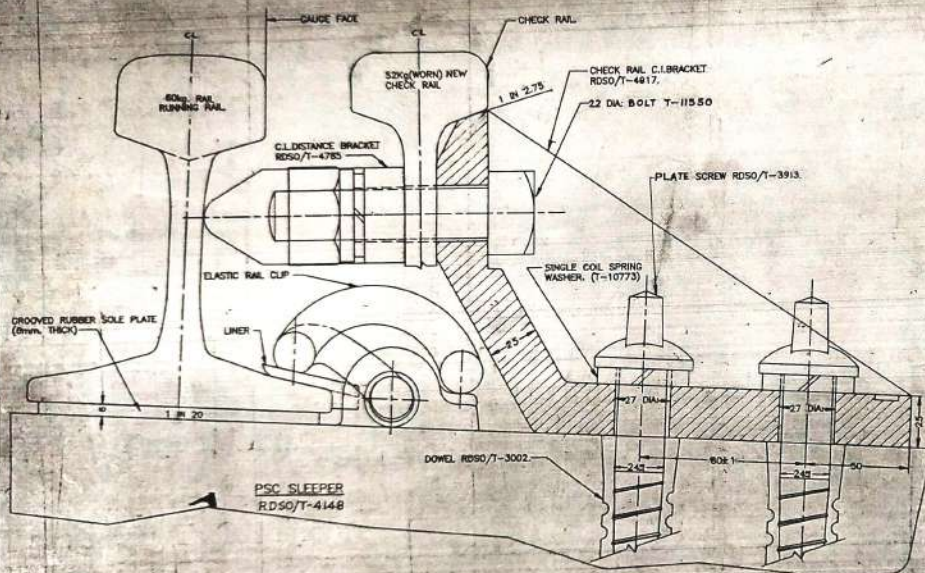 GAUGE FACE
CL
CL
CHECK RAIL
60kg. RAIL
RUNNING RAIL
52Kg(WORN) NEW
CHECK RAIL
1 IN 2.75
CHECK RAIL C.I.BRACKET
RDSO/T-4917.
22 DIA: BOLT T-11550
C.I.DISTANCE BRACKET
RDSO/T-4785
PLATE SCREW RDSO/T-3913.
ELASTIC RAIL CLIP
SINGLE COIL SPRING
WASHER. (T-10773)
GROOVED RUBBER SOLE PLATE
(6mm. THICK)
LINER
25
6
1 IN 20
27 DIA:
27 DIA:
25
DOWEL RDSO/T-3002.
60±1
50
PSC SLEEPER
RDSO/T-4148